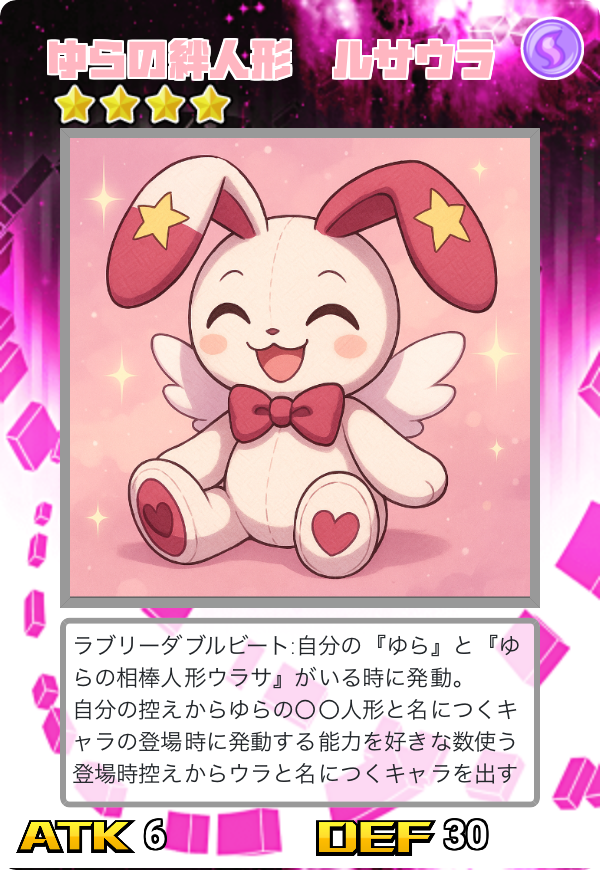 ゆらの絆人形　ルサウラ
ラブリーダブルビート:自分の『ゆら』と『ゆ
らの相棒人形ウラサ』がいる時に発動。
自分の控えからゆらの〇〇人形と名につくキ
ャラの登場時に発動する能力を好きな数使う
登場時控えからウラと名につくキャラを出す
ATK 6 DEF 30